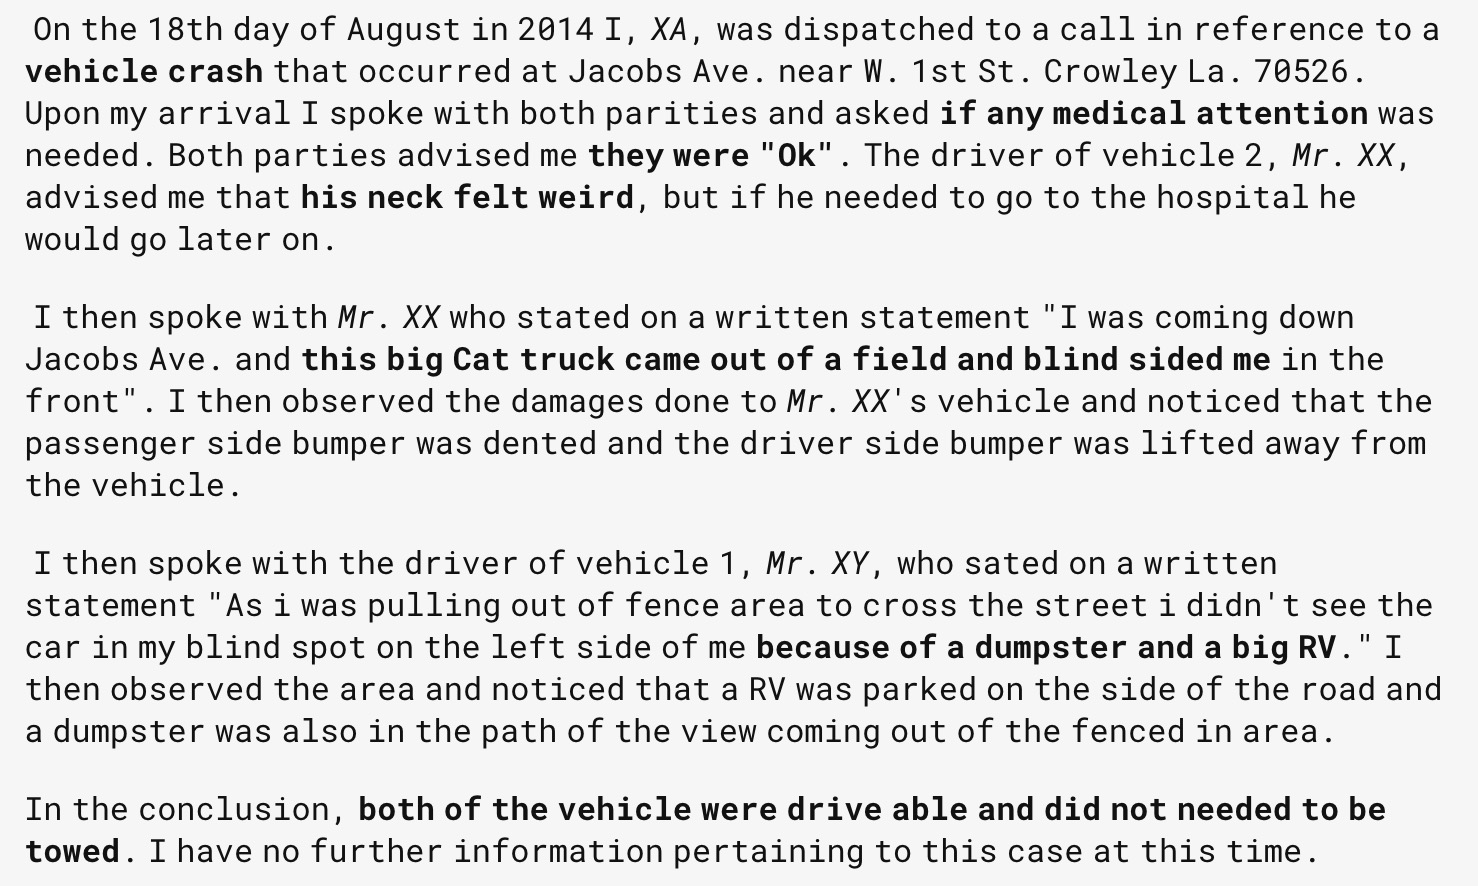 On the 18th day of August in 2014 I, XA, was dispatched to a call in reference to a
vehicle crash that occurred at Jacobs Ave. near W. 1st St. Crowley La. 70526.
Upon my arrival I spoke with both parities and asked if any medical attention was
needed. Both parties advised me they were "Ok". The driver of vehicle 2, Mr. XX,
advised me that his neck felt weird, but if he needed to go to the hospital he
would go later on.
I then spoke with Mr. XX who stated on a written statement "I was coming down
Jacobs Ave. and this big Cat truck came out of a field and blind sided me in the
front". I then observed the damages done to Mr. XX's vehicle and noticed that the
passenger side bumper was dented and the driver side bumper was lifted away from
the vehicle.
I then spoke with the driver of vehicle 1, Mr. XY, who sated on a written
statement "As i was pulling out of fence area to cross the street i didn't see the
car in my blind spot on the left side of me because of a dumpster and a big RV." I
then observed the area and noticed that a RV was parked on the side of the road and
a dumpster was also in the path of the view coming out of the fenced in area.
In the conclusion, both of the vehicle were drive able and did not needed to be
towed. I have no further information pertaining to this case at this time.